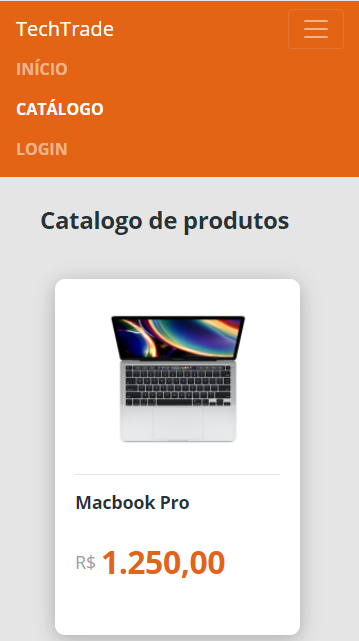 TechTrade
INÍCIO
CATÁLOGO
LOGIN
Catalogo de produtos
Macbook Pro
R$ 1.250,00